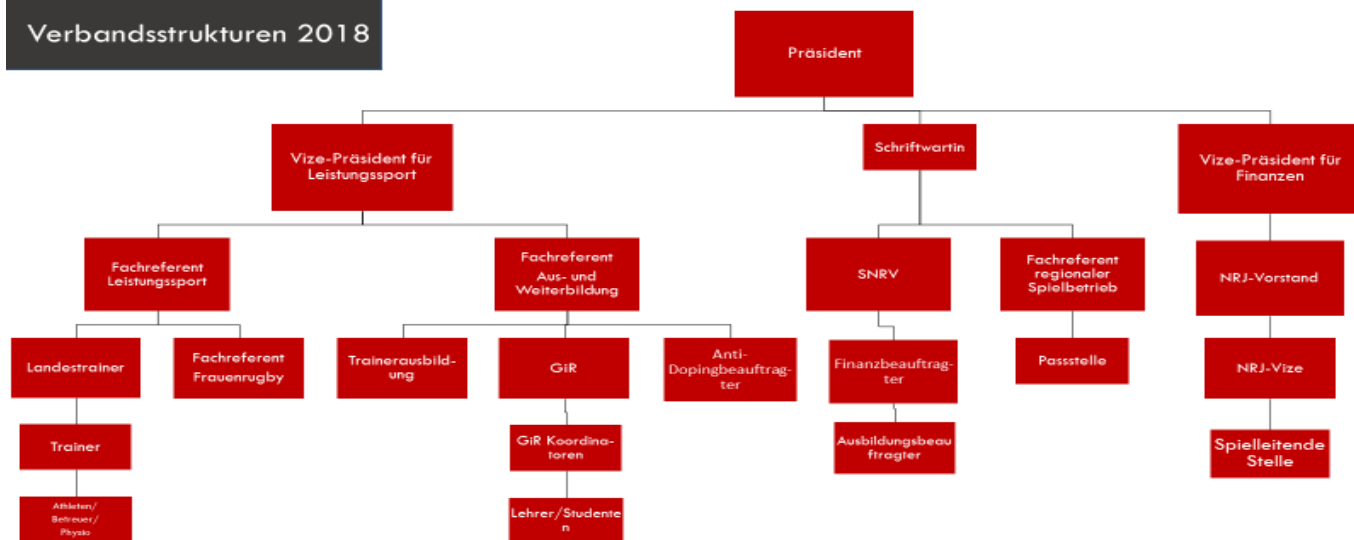 Verbandsstrukturen 2018
Präsident
Vize-Präsident für
Leistungssport
Schriftwartin
Vize-Präsident für
Finanzen
Fachreferent
Leistungssport
Fachreferent
Aus- und
Weiterbildung
SNRV
Fachreferent
regionaler
Spielbetrieb
NRJ-Vorstand
Landestrainer
Fachreferent
Frauenrugby
Trainerausbild-
ung
GiR
Anti-
Dopingbeauftrag-
ter
Finanzbeauftrag-
ter
Passstelle
NRJ-Vize
Trainer
GiR Koordina-
toren
Ausbildungsbeau
ftragter
Spielleitende
Stelle
Athleten/
Betreuer/
Physio
Lehrer/Studente
n